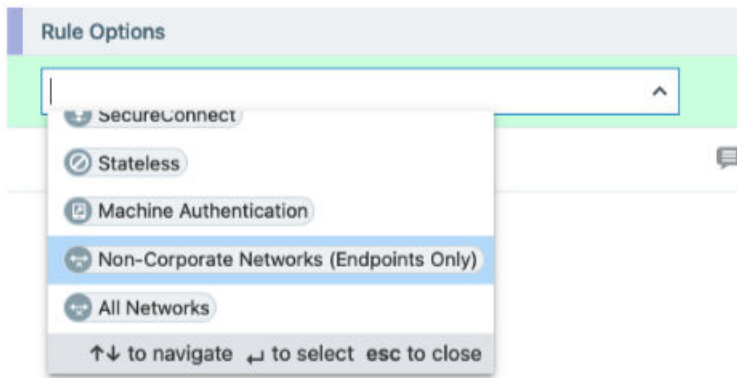 Rule Options
SecureConnect
Stateless
Machine Authentication
Non-Corporate Networks (Endpoints Only)
All Networks
↑↓ to navigate ↵ to select esc to close